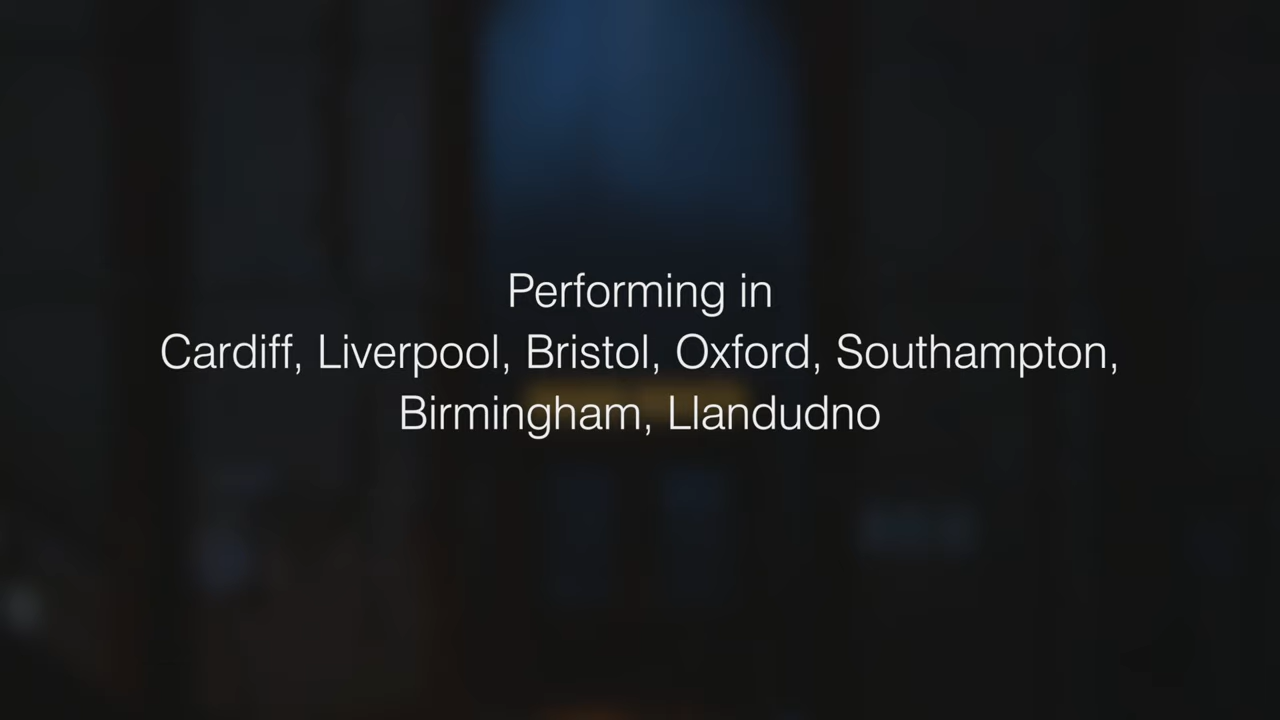 Performing in
Cardiff, Liverpool, Bristol, Oxford, Southampton,
Birmingham, Llandudno